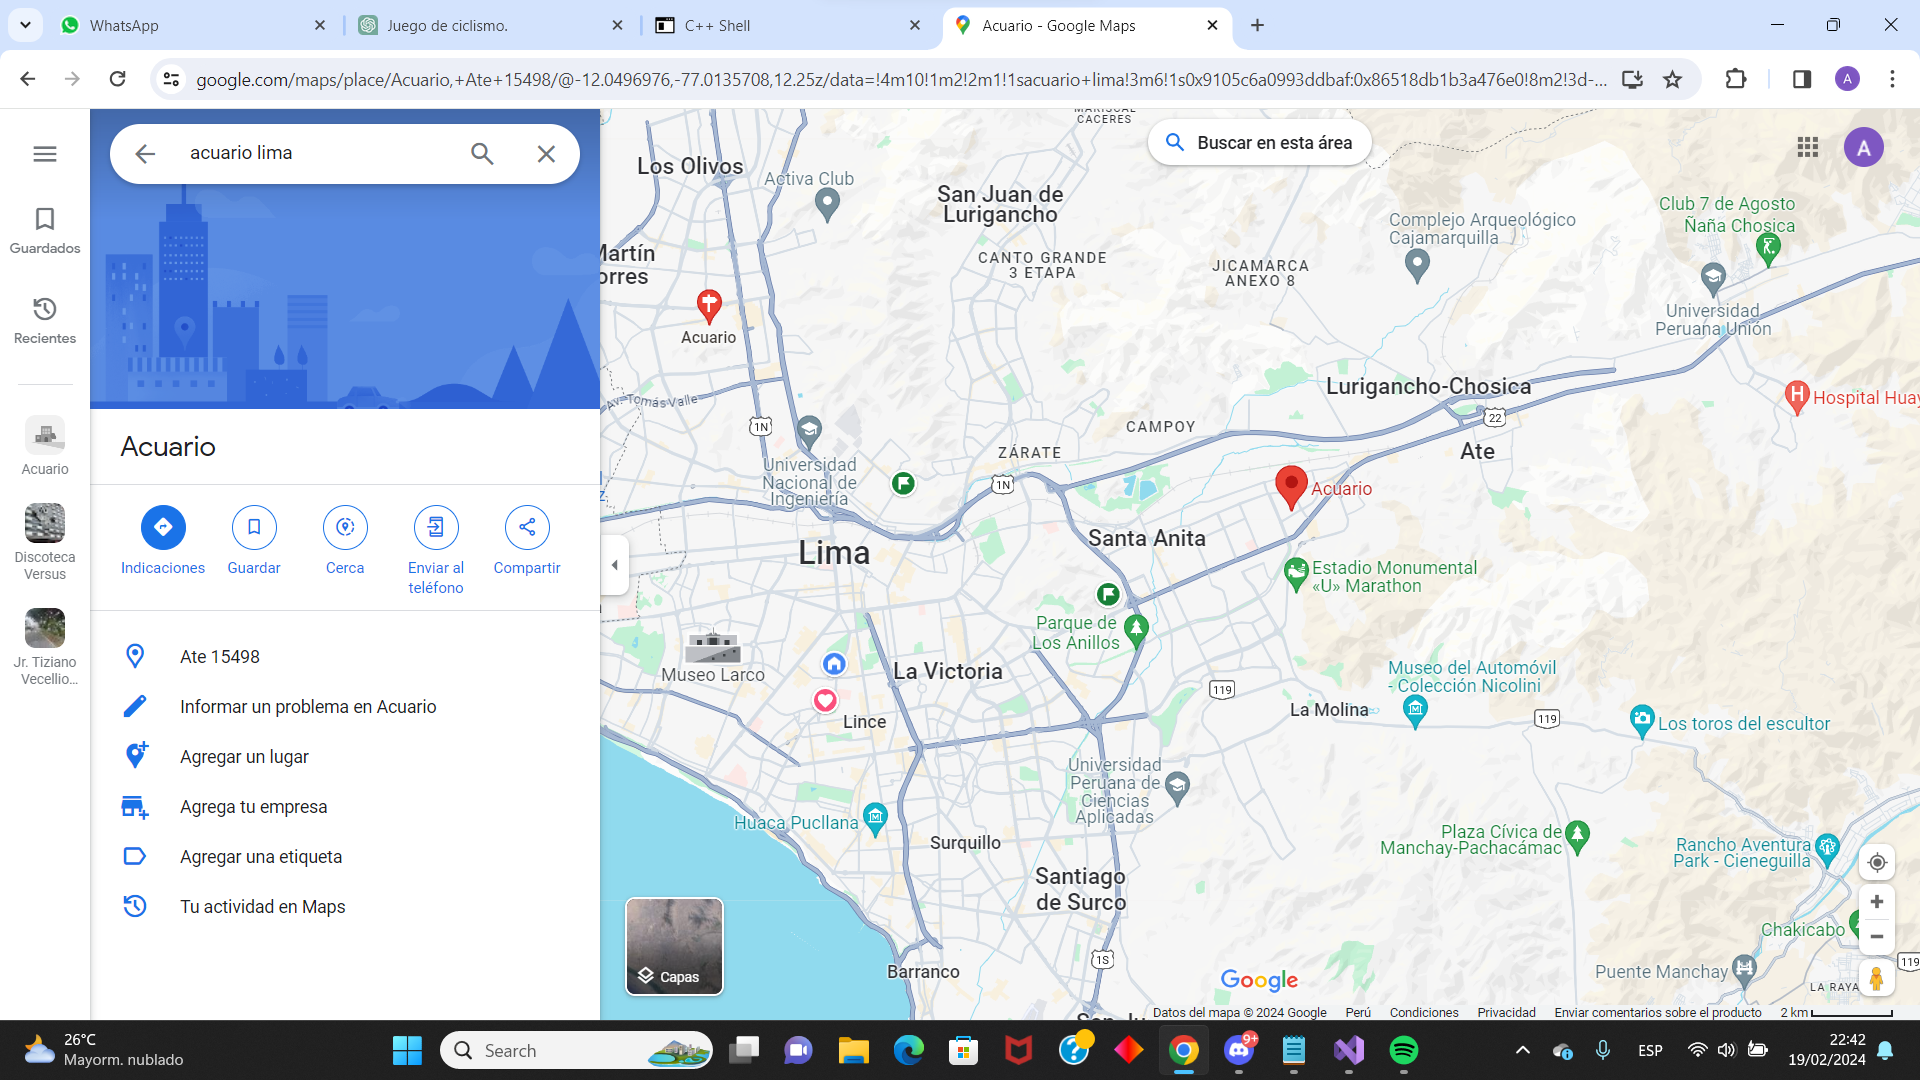 WhatsApp
Juego de ciclismo.
C++ Shell
Acuario - Google Maps
google.com/maps/place/Acuario,+Ate+15498/@-12.0496976,-77.0135708,12.25z/data=!4m10!1m2!2m1!1sacuario+lima!3m6!1s0x9105c6a0993ddbaf:0x86518db1b3a476e0!8m2!3d-...
A
acuario lima
Guardados
Recientes
Acuario
Discoteca
Versus
Jr. Tiziano
Vecellio...
Acuario
Indicaciones
Guardar
Cerca
Enviar al
teléfono
Compartir
Ate 15498
Informar un problema en Acuario
Agregar un lugar
Agrega tu empresa
Agregar una etiqueta
Tu actividad en Maps
Buscar en esta área
A
CACERES
Los Olivos
Activa Club
San Juan de
Lurigancho
Complejo Arqueológico
Cajamarquilla
Club 7 de Agosto
Ñaña Chosica
CANTO GRANDE
3 ETAPA
JICAMARCA
ANEXO 8
Martín
orres
Acuario
Universidad
Peruana Unión
Lurigancho-Chosica
22
H
Hospital Huay
Av. Tomás Valle
1N
CAMPOY
ZÁRATE
Ate
Universidad
Nacional de
Ingeniería
1N
Acuario
Lima
Santa Anita
Estadio Monumental
«U» Marathon
Parque de
Los Anillos
Museo Larco
La Victoria
119
Museo del Automóvil
- Colección Nicolini
Lince
La Molina
119
Los toros del escultor
Universidad
Peruana de
Ciencias
Aplicadas
Huaca Pucllana
Surquillo
Plaza Cívica de
Manchay-Pachacámac
Rancho Aventura
Park - Cieneguilla
Santiago
de Surco
Chakicabo
Capas
Barranco
1S
Google
Puente Manchay
119
LA RAYA
Datos del mapa © 2024 Google
Perú
Condiciones
Privacidad
Enviar comentarios sobre el producto
2 km
26°C
Mayorm. nublado
Search
9+
ESP
22:42
19/02/2024